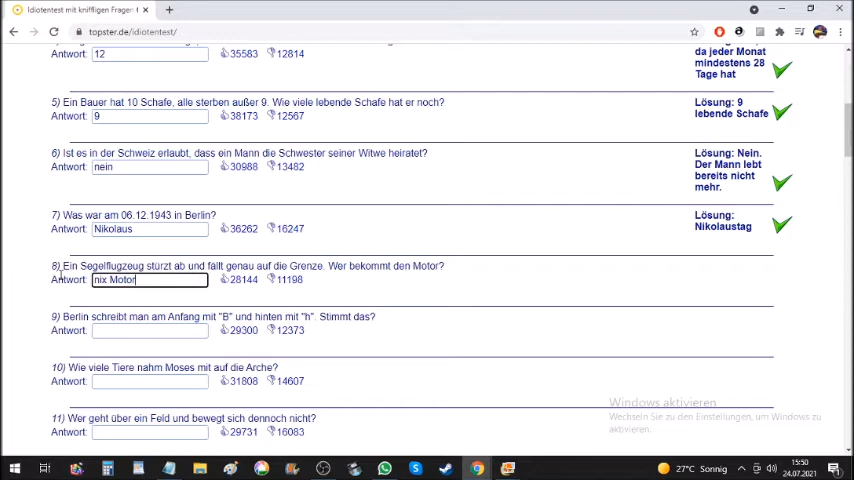 Idiotentest mit kniffligen Fragen
topster.de/idiotentest/
Antwort: 12 35583 12814
da jeder Monat
mindestens 28
Tage hat
5) Ein Bauer hat 10 Schafe, alle sterben außer 9. Wie viele lebende Schafe hat er noch?
Antwort: 9 38173 12567
Lösung: 9
lebende Schafe
6) Ist es in der Schweiz erlaubt, dass ein Mann die Schwester seiner Witwe heiratet?
Antwort: nein 30988 13482
Lösung: Nein.
Der Mann lebt
bereits nicht
mehr.
7) Was war am 06.12.1943 in Berlin?
Antwort: Nikolaus 36262 16247
Lösung:
Nikolaustag
8) Ein Segelflugzeug stürzt ab und fällt genau auf die Grenze. Wer bekommt den Motor?
Antwort: nix Motor 28144 11198
9) Berlin schreibt man am Anfang mit "B" und hinten mit "h". Stimmt das?
Antwort: 29300 12373
10) Wie viele Tiere nahm Moses mit auf die Arche?
Antwort: 31808 14607
11) Wer geht über ein Feld und bewegt sich dennoch nicht?
Antwort: 29731 16083
Windows aktivieren
Wechseln Sie zu den Einstellungen, um Windows zu
aktivieren.
27°C Sonnig
15:50
24.07.2021